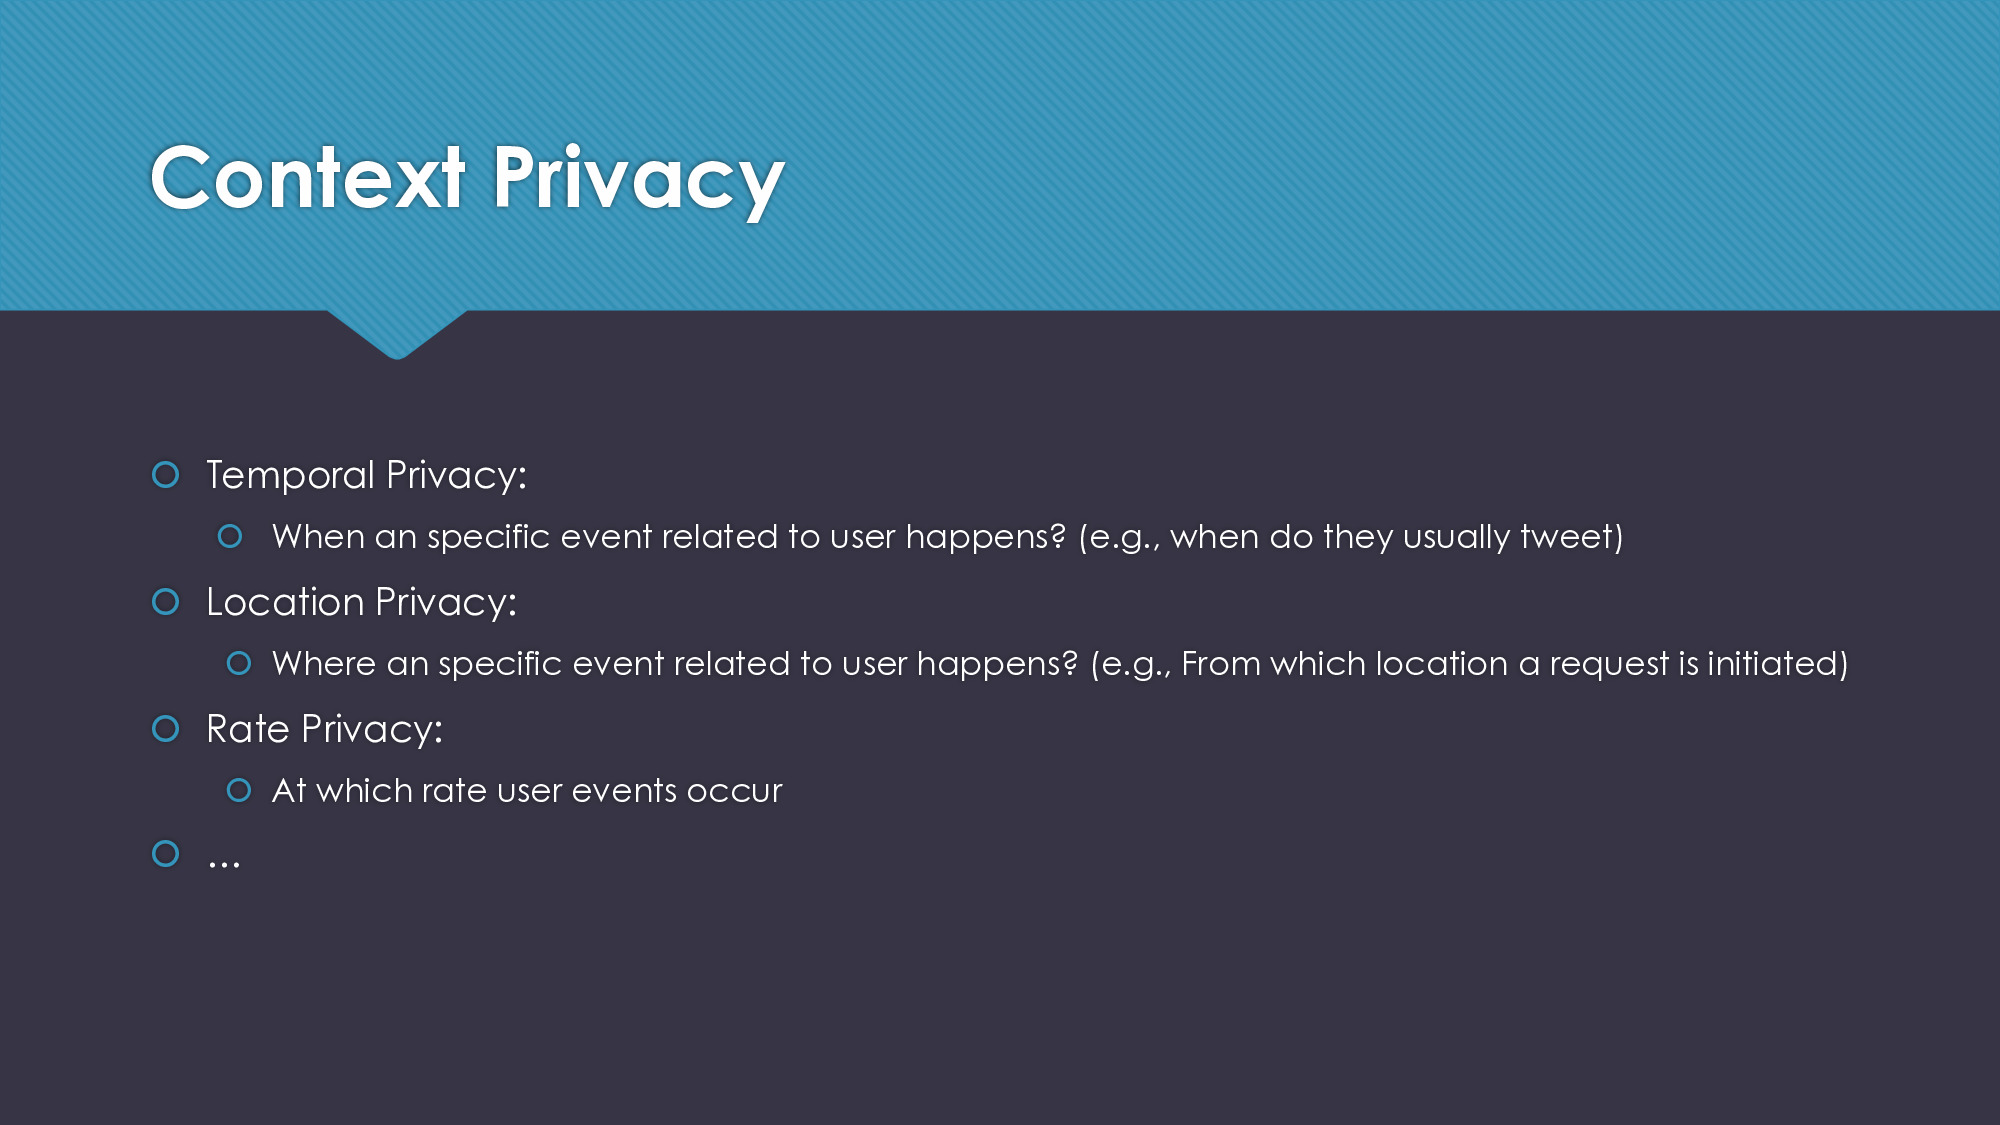 Context Privacy
Temporal Privacy:
When an specific event related to user happens? (e.g., when do they usually tweet)
Location Privacy:
Where an specific event related to user happens? (e.g., From which location a request is initiated)
Rate Privacy:
At which rate user events occur
…